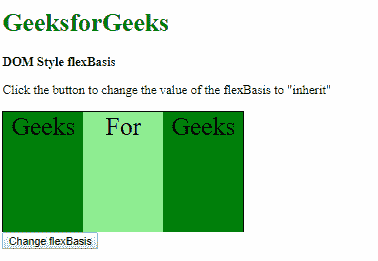 GeeksforGeeks
DOM Style flexBasis
Click the button to change the value of the flexBasis to "inherit"
Geeks For Geeks
Change flexBasis